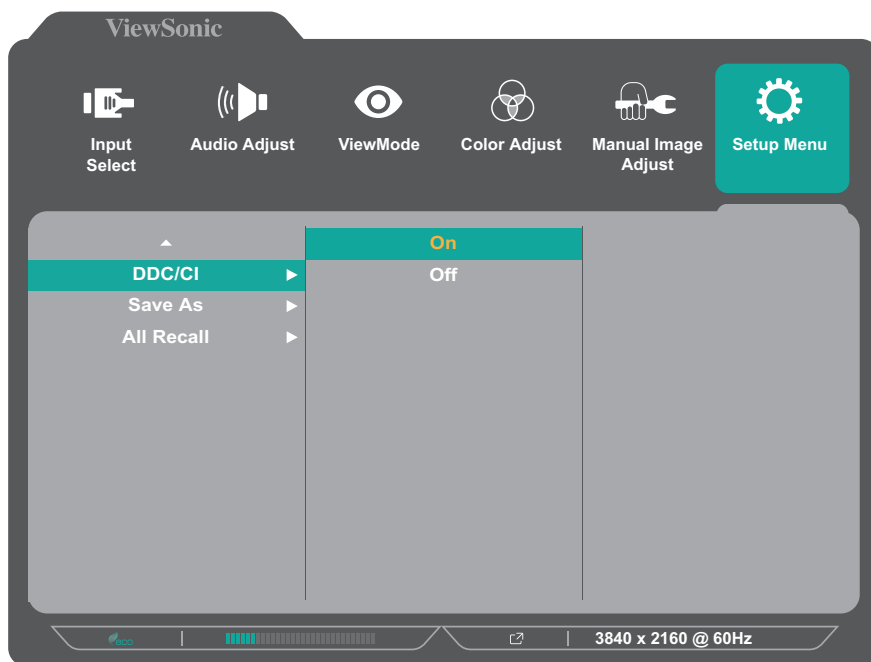 ViewSonic
Input Select
Audio Adjust
ViewMode
Color Adjust
Manual Image Adjust
Setup Menu
On
DDC/CI
Off
Save As
All Recall
eco
3840 x 2160 @ 60Hz